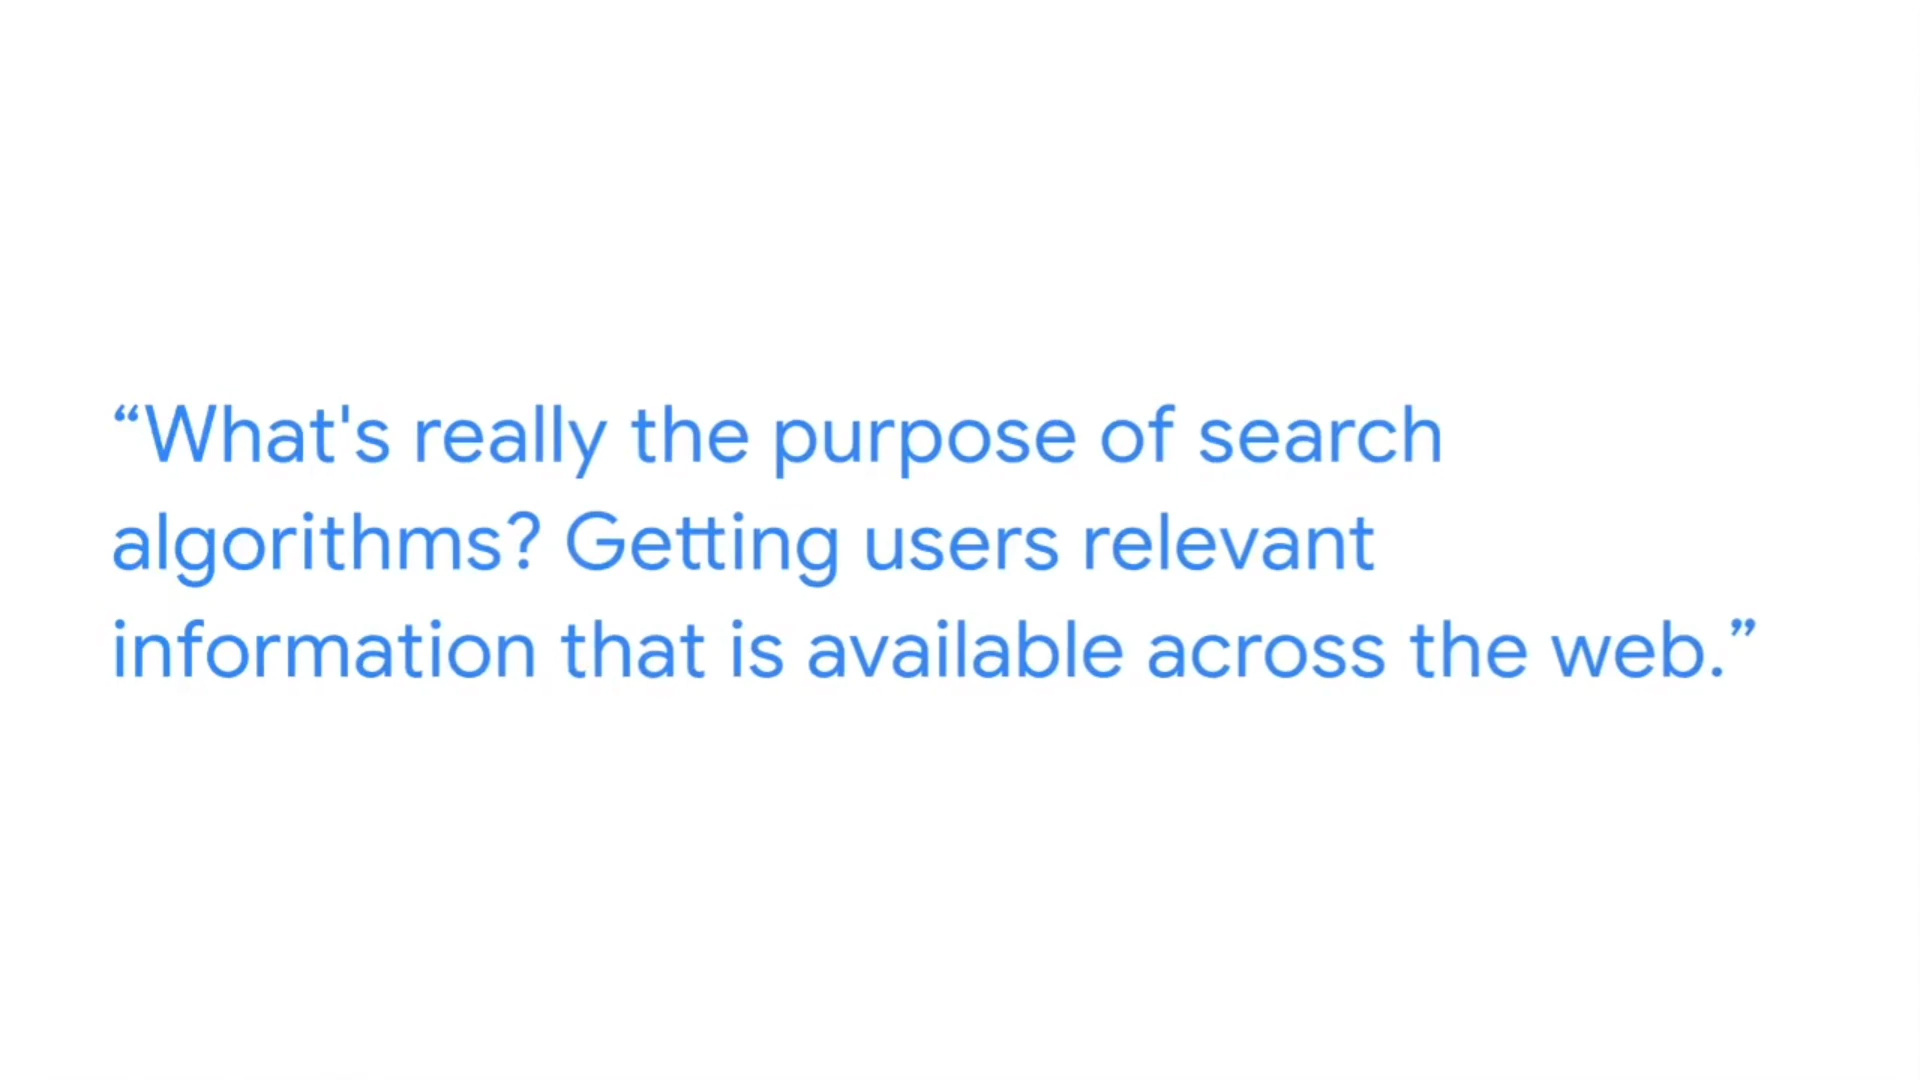 “What's really the purpose of search
algorithms? Getting users relevant
information that is available across the web.”